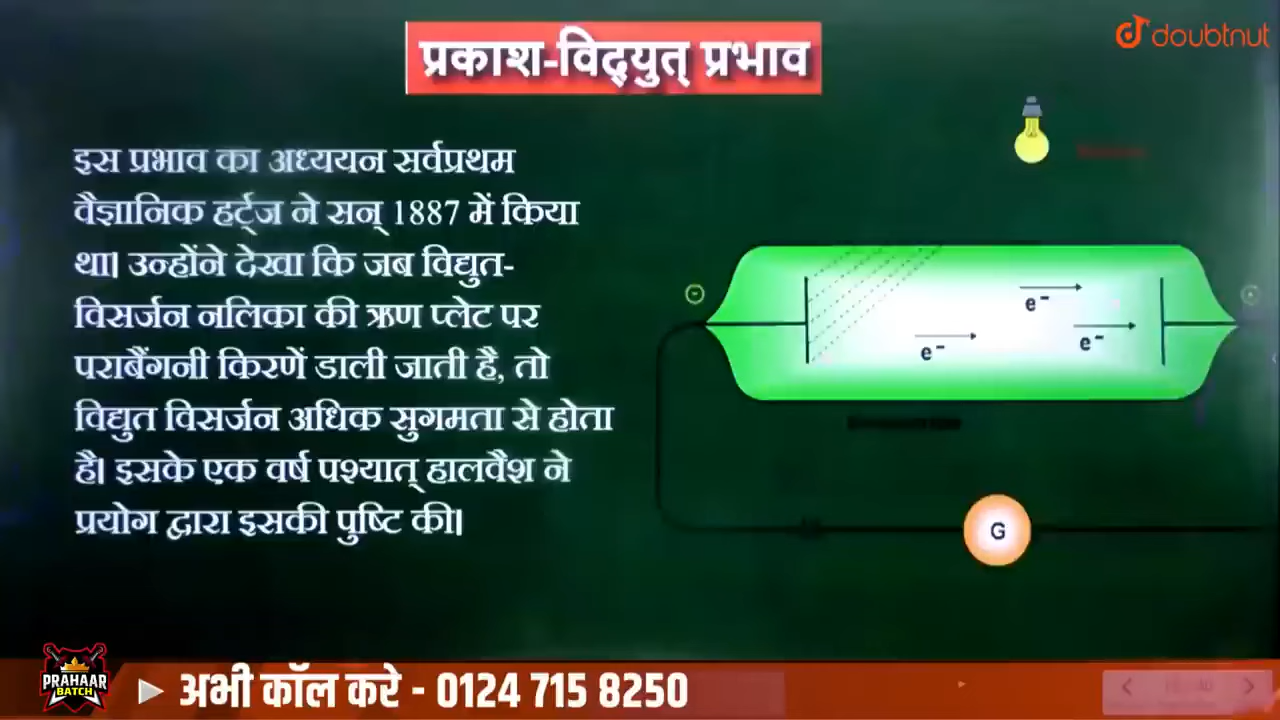 प्रकाश-विद्युत् प्रभाव
doubtnut
इस प्रभाव का अध्ययन सर्वप्रथम
वैज्ञानिक हर्ट्ज ने सन् 1887 में किया
था। उन्होंने देखा कि जब विद्युत-
विसर्जन नलिका की ऋण प्लेट पर
पराबैंगनी किरणें डाली जाती है, तो
विद्युत विसर्जन अधिक सुगमता से होता
है। इसके एक वर्ष पश्यात् हालवैश ने
प्रयोग द्वारा इसकी पुष्टि की।
e⁻
e⁻
e⁻
G
PRAHAAR
BATCH
अभी कॉल करे - 0124 715 8250